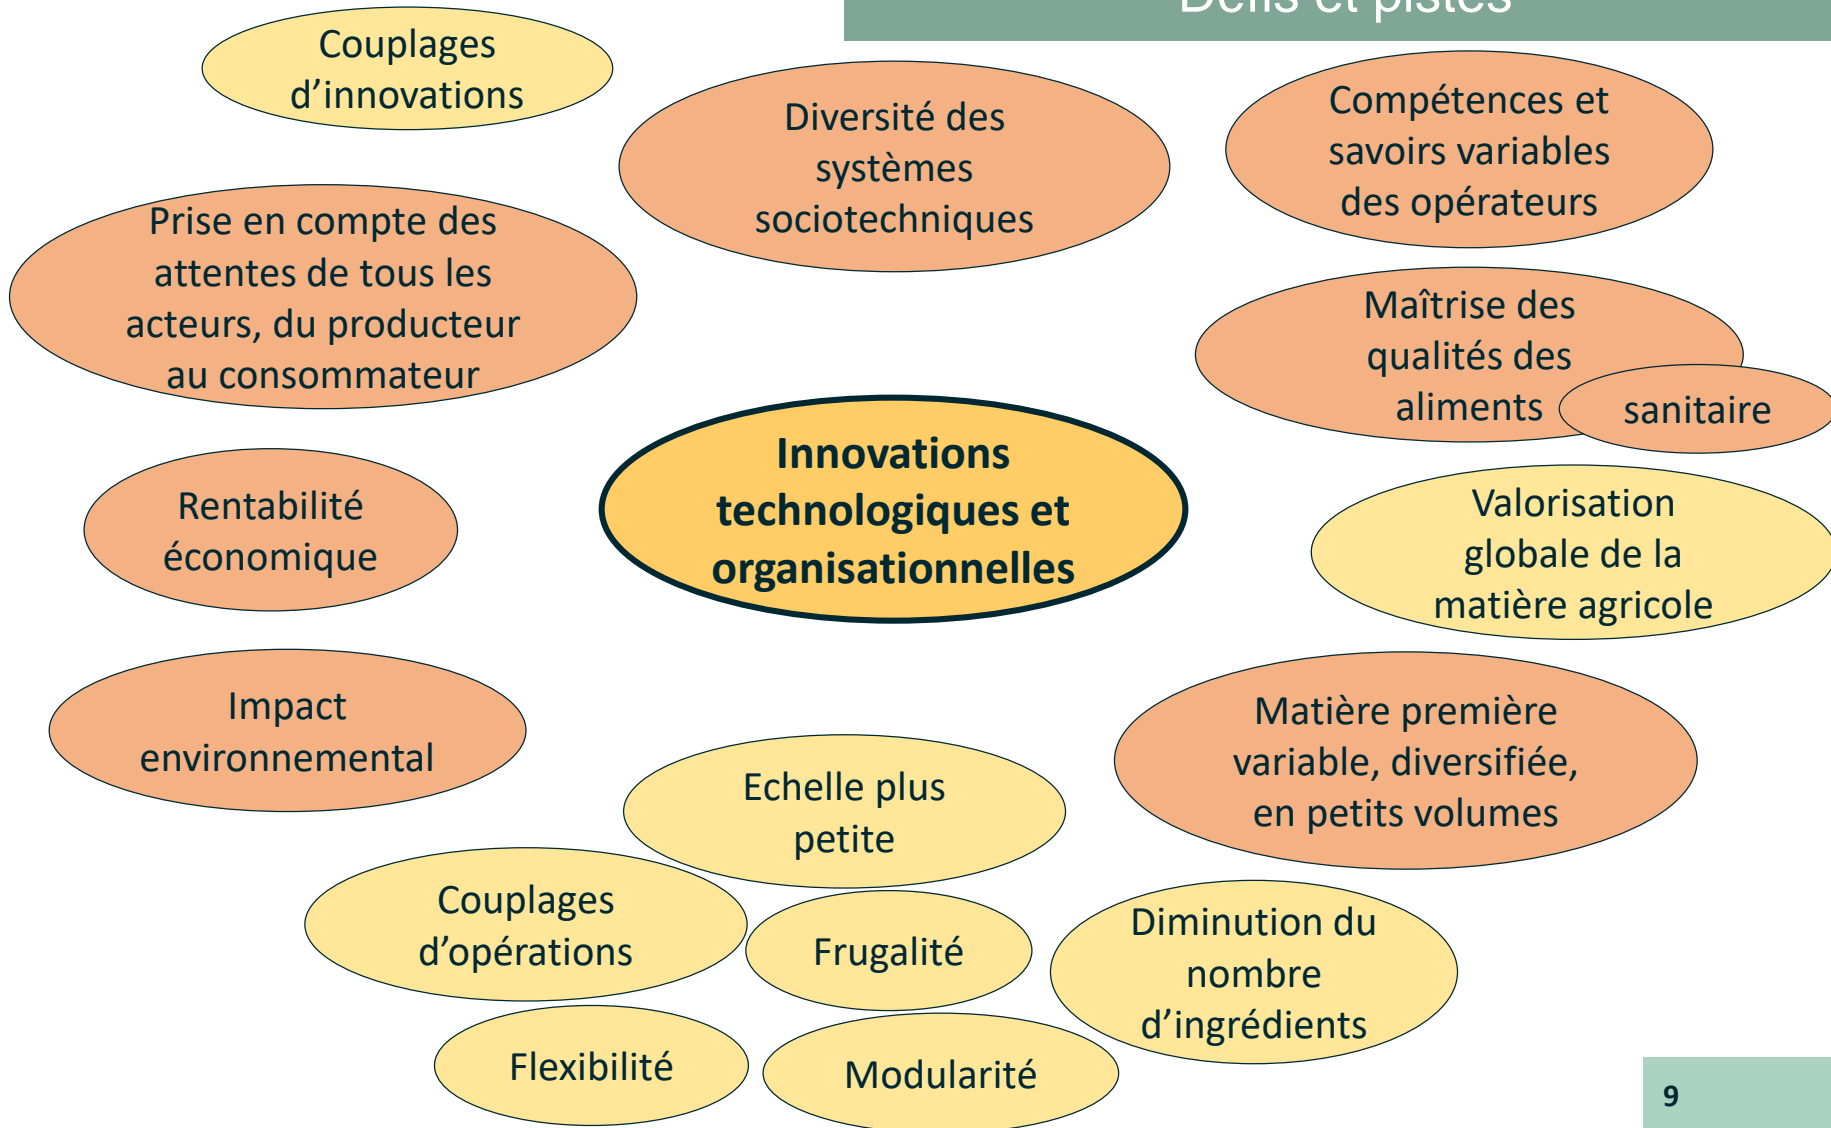 Défis et pistes
Couplages
d’innovations
Diversité des
systèmes
sociotechniques
Compétences et
savoirs variables
des opérateurs
Prise en compte des
attentes de tous les
acteurs, du producteur
au consommateur
Maîtrise des
qualités des
aliments
sanitaire
Innovations
technologiques et
organisationnelles
Rentabilité
économique
Valorisation
globale de la
matière agricole
Impact
environnemental
Matière première
variable, diversifiée,
en petits volumes
Echelle plus
petite
Couplages
d’opérations
Frugalité
Diminution du
nombre
d’ingrédients
Flexibilité
Modularité
9